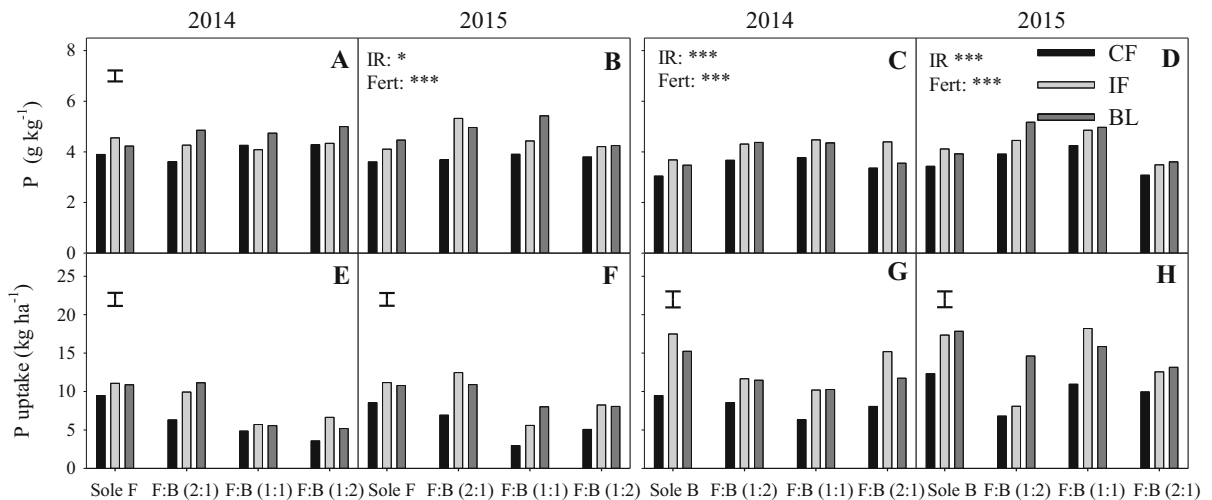 2014 2015 2014 2015
8
6
4
2
0
P (g kg⁻¹)
A
B
IR: *
Fert: ***
C
IR: ***
Fert: ***
D
IR ***
Fert: ***
CF
IF
BL
25
20
15
10
5
0
P uptake (kg ha⁻¹)
E
F
G
H
Sole F F:B (2:1) F:B (1:1) F:B (1:2) Sole F F:B (2:1) F:B (1:1) F:B (1:2) Sole B F:B (1:2) F:B (1:1) F:B (2:1) Sole B F:B (1:2) F:B (1:1) F:B (2:1)